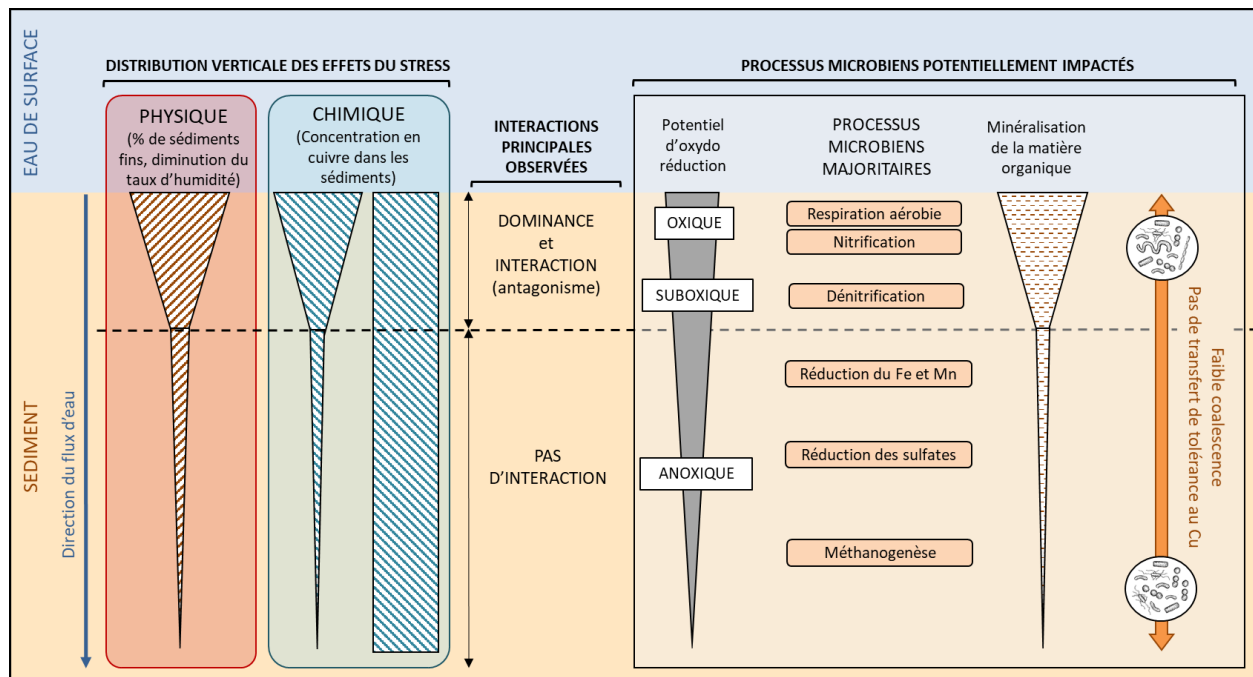 EAU DE SURFACE
DISTRIBUTION VERTICALE DES EFFETS DU STRESS
PROCESSUS MICROBIENS POTENTIELLEMENT IMPACTÉS
PHYSIQUE
(% de sédiments
fins, diminution du
taux d'humidité)
CHIMIQUE
(Concentration en
cuivre dans les
sédiments)
INTERACTIONS
PRINCIPALES
OBSERVÉES
Potentiel
d'oxydo
réduction
PROCESSUS
MICROBIENS
MAJORITAIRES
Minéralisation
de la matière
organique
SEDIMENT
Direction du flux d'eau
DOMINANCE
et
INTERACTION
(antagonisme)
PAS
D'INTERACTION
OXIQUE
SUBOXIQUE
ANOXIQUE
Respiration aérobie
Nitrification
Dénitrification
Réduction du Fe et Mn
Réduction des sulfates
Méthanogenèse
Faible coalescence
Pas de transfert de tolérance au Cu